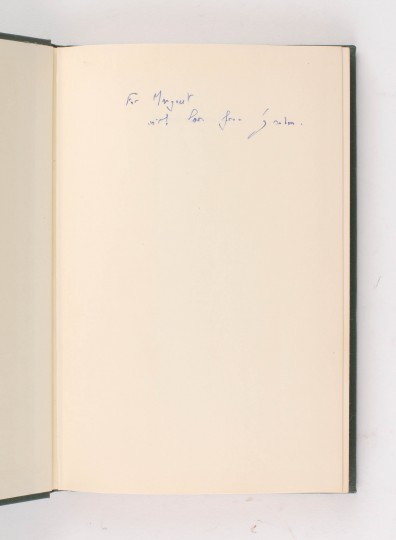 For Margaret
with love from